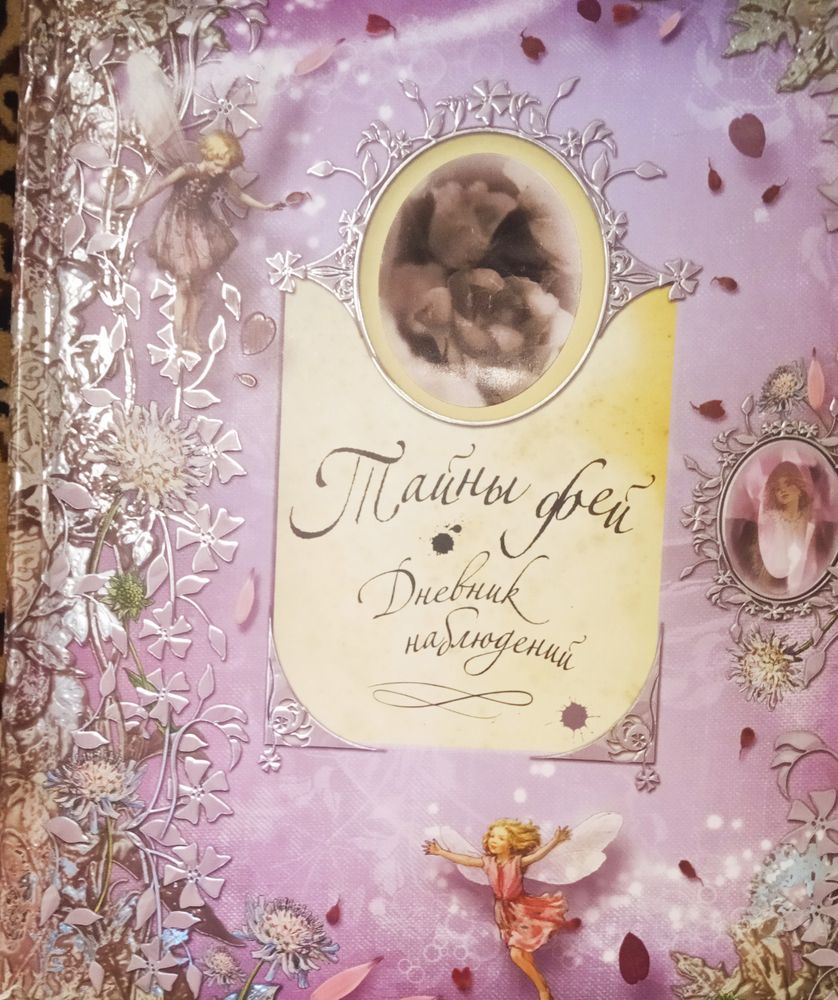 Тайны фей
Дневник
наблюдений